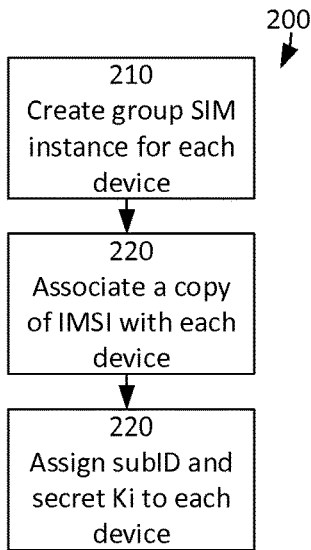 200
210
Create group SIM
instance for each
device
220
Associate a copy
of IMSI with each
device
220
Assign subID and
secret Ki to each
device